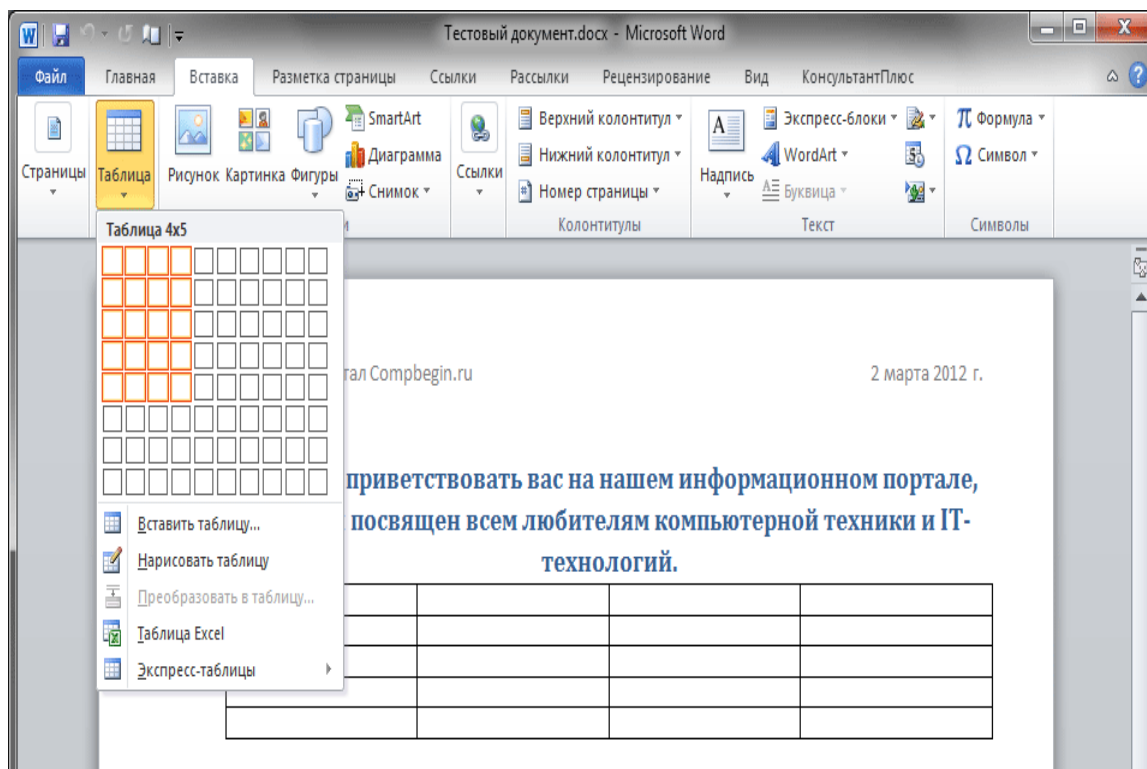 Тестовый документ.docx - Microsoft Word
Файл Главная Вставка Разметка страницы Ссылки Рассылки Рецензирование Вид КонсультантПлюс
Страницы
Таблица
Рисунок Картинка Фигуры
SmartArt
Диаграмма
Снимок
Ссылки
Верхний колонтитул
Нижний колонтитул
Номер страницы
Колонтитулы
Надпись
Экспресс-блоки
WordArt
Буквица
Текст
Формула
Символ
Символы
Таблица 4x5
Вставить таблицу...
Нарисовать таблицу
Преобразовать в таблицу...
Таблица Excel
Экспресс-таблицы
Compbegin.ru
2 марта 2012 г.
приветствовать вас на нашем информационном портале,
посвящен всем любителям компьютерной техники и IT-
технологий.